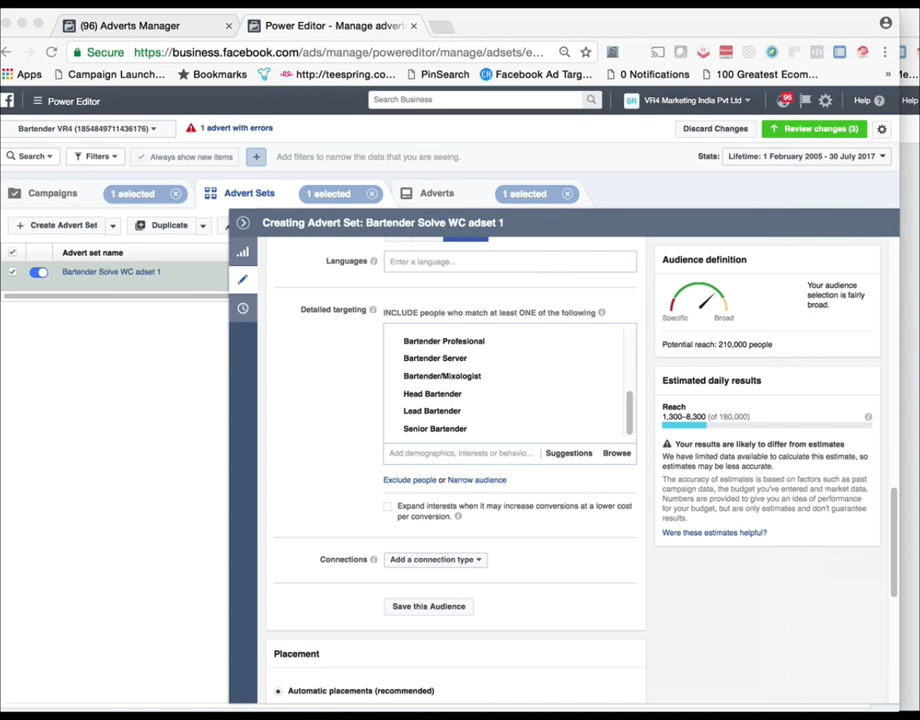 (96) Adverts Manager
Power Editor - Manage advert
Secure https://business.facebook.com/ads/manage/powereditor/manage/adsets/e...
Apps
Campaign Launch...
Bookmarks
http://teespring.co...
PinSearch
Facebook Ad Targ...
0 Notifications
100 Greatest Ecom...
Power Editor
Search Business
SR VR4 Marketing India Pvt Ltd
96
Help
Help
Bartender VR4 (1854849711436176)
1 advert with errors
Discard Changes
Review changes (3)
Search
Filters
Always show new items
Add filters to narrow the data that you are seeing.
Stats: Lifetime: 1 February 2005 - 30 July 2017
Campaigns
1 selected
Advert Sets
1 selected
Adverts
1 selected
Create Advert Set
Duplicate
Advert set name
Bartender Solve WC adset 1
Creating Advert Set: Bartender Solve WC adset 1
Languages
Enter a language...
Detailed targeting
INCLUDE people who match at least ONE of the following
Bartender Profesional
Bartender Server
Bartender/Mixologist
Head Bartender
Lead Bartender
Senior Bartender
Add demographics, interests or behavio...
Suggestions
Browse
Exclude people or Narrow audience
Expand interests when it may increase conversions at a lower cost
per conversion.
Connections
Add a connection type
Save this Audience
Placement
Automatic placements (recommended)
Audience definition
Specific
Broad
Your audience
selection is fairly
broad.
Potential reach: 210,000 people
Estimated daily results
Reach
1,300–8,300 (of 180,000)
Your results are likely to differ from estimates
We have limited data available to calculate this estimate, so
estimates may be less accurate.
The accuracy of estimates is based on factors such as past
campaign data, the budget you've entered and market data.
Numbers are provided to give you an idea of performance
for your budget, but are only estimates and don't guarantee
results.
Were these estimates helpful?